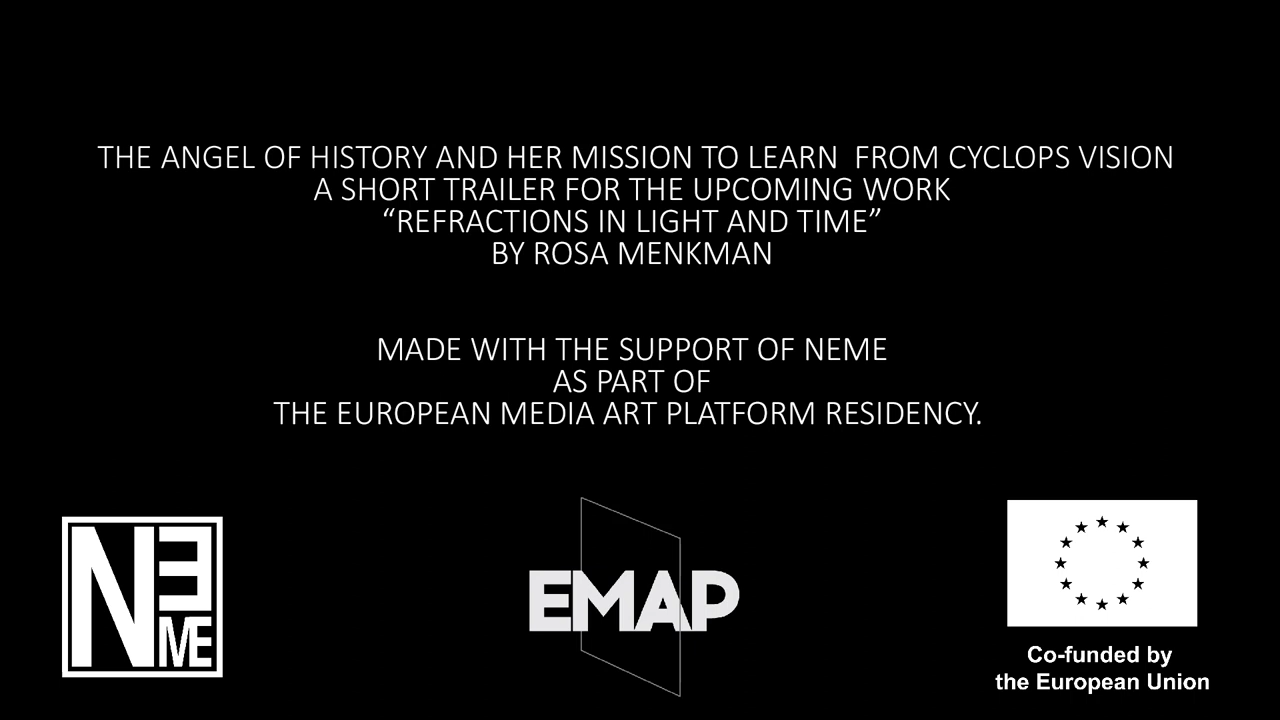 THE ANGEL OF HISTORY AND HER MISSION TO LEARN  FROM CYCLOPS VISION
A SHORT TRAILER FOR THE UPCOMING WORK
“REFRACTIONS IN LIGHT AND TIME”
BY ROSA MENKMAN
MADE WITH THE SUPPORT OF NEME
AS PART OF
THE EUROPEAN MEDIA ART PLATFORM RESIDENCY.
NE
ME
EMAP
Co-funded by
the European Union